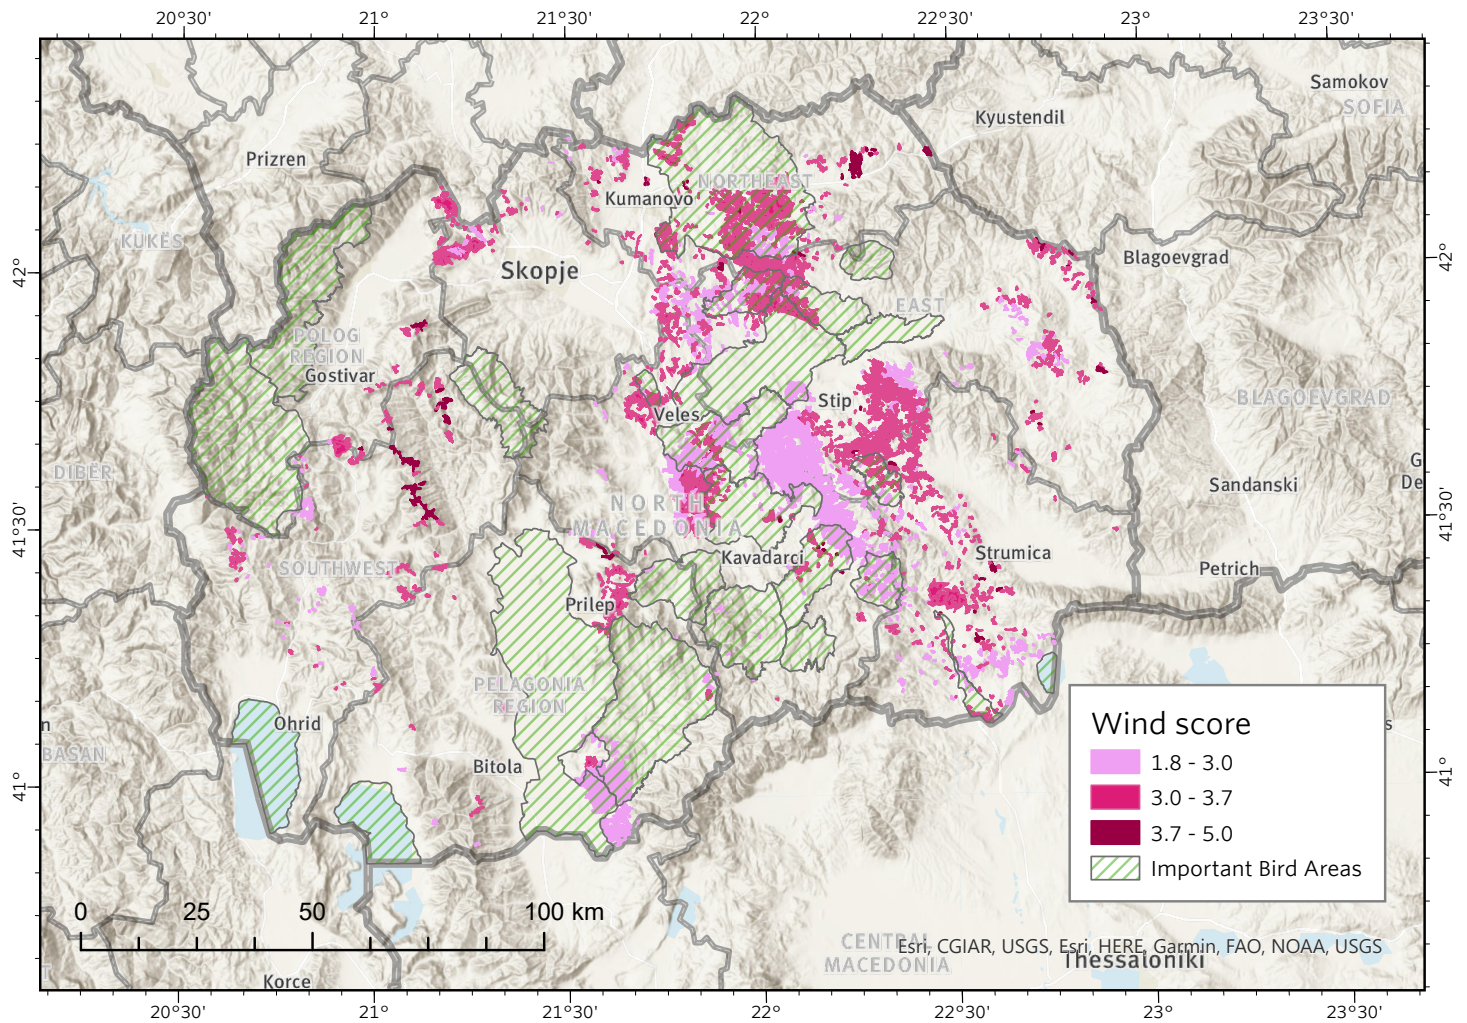 20°30'
21°
21°30'
22°
22°30'
23°
23°30'
Samokov
SOFIA
Kyustendil
Prizren
NORTHEAST
Kumanovo
KUKËS
Blagoevgrad
42°
42°
Skopje
EAST
POLOG
REGION
Gostivar
BLAGOEVGRAD
Stip
Veles
DIBËR
G
De
Sandanski
NORTH
MACEDONIA
41°30'
41°30'
Kavadarci
Strumica
SOUTHWEST
Petrich
Prilep
PELAGONIA
REGION
Ohrid
n
BASAN
s
Bitola
41°
41°
Wind score
1.8 - 3.0
3.0 - 3.7
3.7 - 5.0
Important Bird Areas
0 25 50 100 km
CENTRAL
MACEDONIA
Esri, CGIAR, USGS, Esri, HERE, Garmin, FAO, NOAA, USGS
Thessaloniki
T
Korce
20°30'
21°
21°30'
22°
22°30'
23°
23°30'